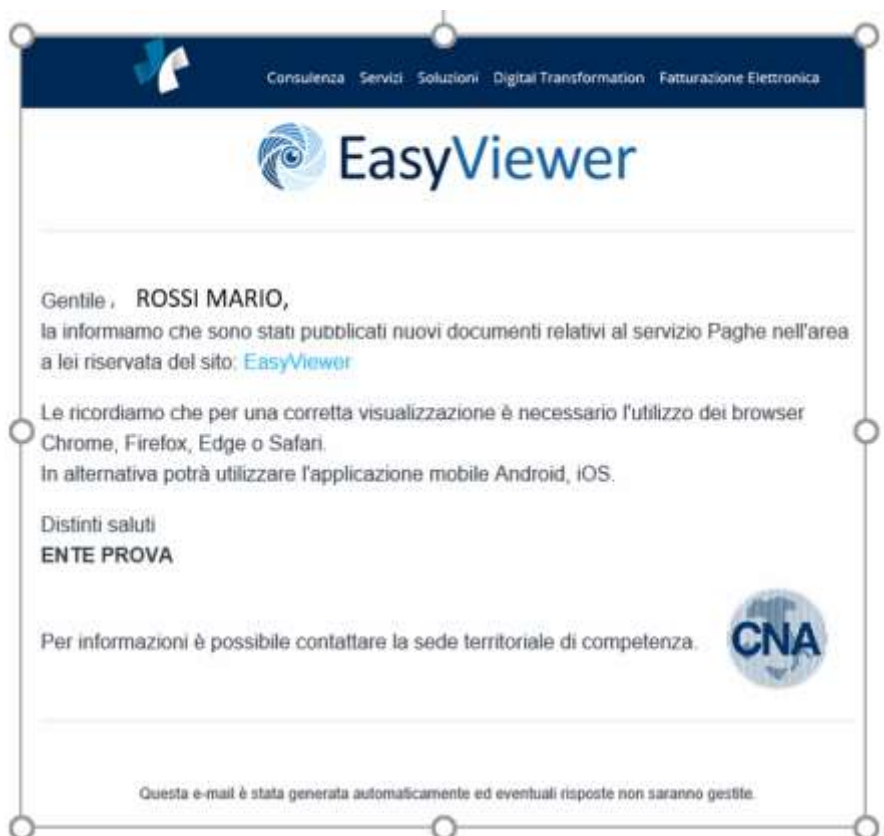 Consulenza Servizi Soluzioni Digital Transformation Fatturazione Elettronica
EasyViewer
Gentile , ROSSI MARIO,
la informiamo che sono stati pubblicati nuovi documenti relativi al servizio Paghe nell'area
a lei riservata del sito: EasyViewer
Le ricordiamo che per una corretta visualizzazione è necessario l'utilizzo dei browser
Chrome, Firefox, Edge o Safari.
In alternativa potrà utilizzare l'applicazione mobile Android, iOS.
Distinti saluti
ENTE PROVA
Per informazioni è possibile contattare la sede territoriale di competenza.
CNA
Questa e-mail è stata generata automaticamente ed eventuali risposte non saranno gestite.